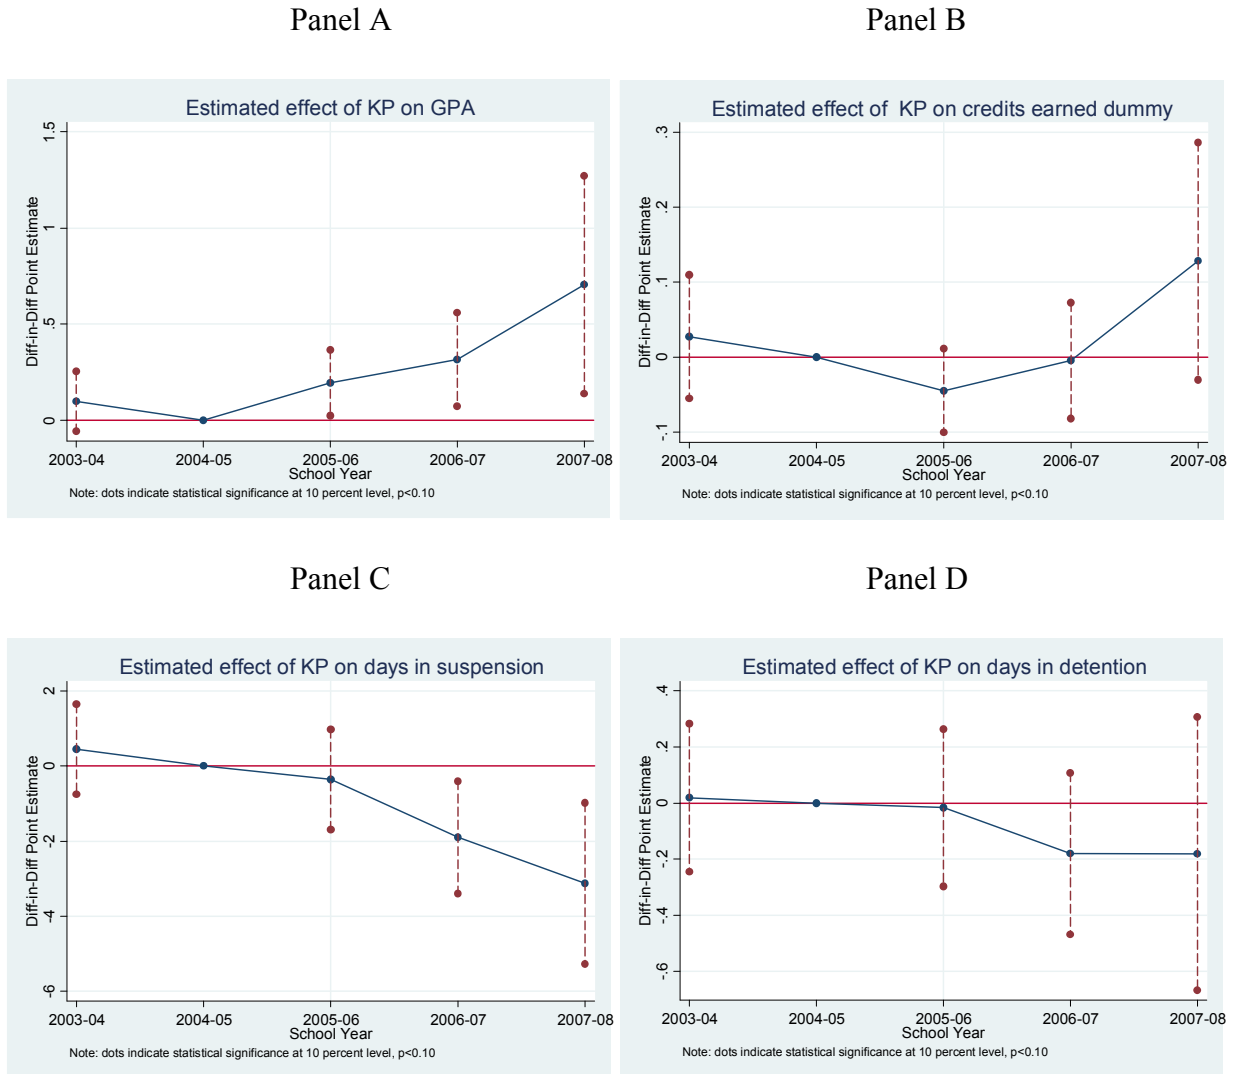 Panel A
Panel B
Estimated effect of KP on GPA
Diff-in-Diff Point Estimate
1.5
1
.5
0
2003-04 2004-05 2005-06 2006-07 2007-08
School Year
Note: dots indicate statistical significance at 10 percent level, p<0.10
Estimated effect of KP on credits earned dummy
Diff-in-Diff Point Estimate
.3
.2
.1
0
-.1
2003-04 2004-05 2005-06 2006-07 2007-08
School Year
Note: dots indicate statistical significance at 10 percent level, p<0.10
Panel C
Panel D
Estimated effect of KP on days in suspension
Diff-in-Diff Point Estimate
2
0
-2
-4
-6
2003-04 2004-05 2005-06 2006-07 2007-08
School Year
Note: dots indicate statistical significance at 10 percent level, p<0.10
Estimated effect of KP on days in detention
Diff-in-Diff Point Estimate
.4
.2
0
-.2
-.4
-.6
2003-04 2004-05 2005-06 2006-07 2007-08
School Year
Note: dots indicate statistical significance at 10 percent level, p<0.10